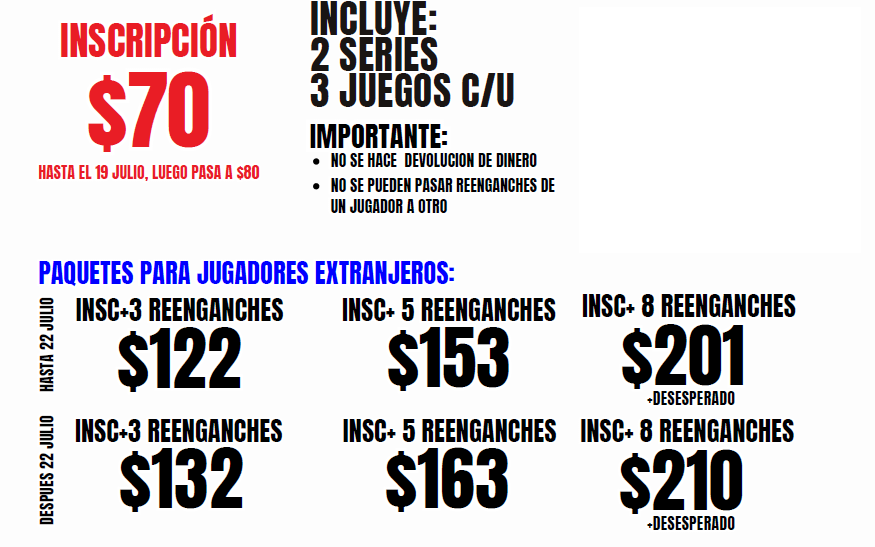 INSCRIPCIÓN
$70
HASTA EL 19 JULIO, LUEGO PASA A $80
INCLUYE:
2 SERIES
3 JUEGOS C/U
IMPORTANTE:
• NO SE HACE DEVOLUCION DE DINERO
• NO SE PUEDEN PASAR REENGANCHES DE
UN JUGADOR A OTRO
PAQUETES PARA JUGADORES EXTRANJEROS:
HASTA 22 JULIO
INSC+3 REENGANCHES
$122
INSC+ 5 REENGANCHES
$153
INSC+ 8 REENGANCHES
$201
+DESESPERADO
DESPUES 22 JULIO
INSC+3 REENGANCHES
$132
INSC+ 5 REENGANCHES
$163
INSC+ 8 REENGANCHES
$210
+DESESPERADO